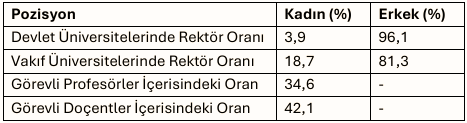 Pozisyon Kadın (%) Erkek (%)
Devlet Üniversitelerinde Rektör Oranı 3,9 96,1
Vakıf Üniversitelerinde Rektör Oranı 18,7 81,3
Görevli Profesörler İçerisindeki Oran 34,6 -
Görevli Doçentler İçerisindeki Oran 42,1 -